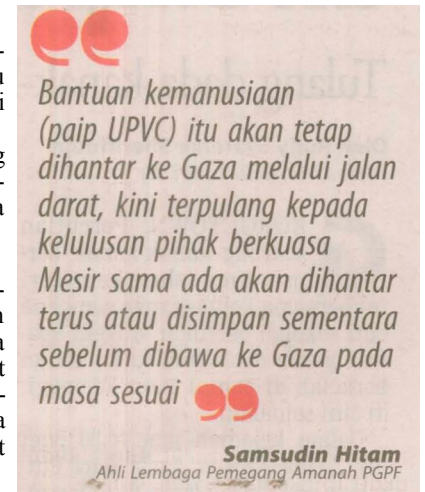 Bantuan kemanusiaan
(paip UPVC) itu akan tetap
dihantar ke Gaza melalui jalan
darat, kini terpulang kepada
kelulusan pihak berkuasa
Mesir sama ada akan dihantar
terus atau disimpan sementara
sebelum dibawa ke Gaza pada
masa sesuai
Samsudin Hitam
Ahli Lembaga Pemegang Amanah PGPF